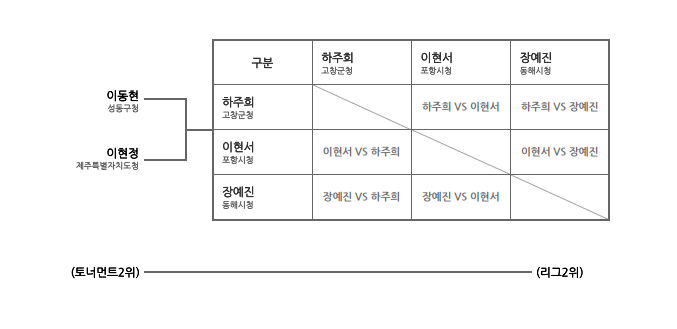 구분
하주희
고창군청
이현서
포항시청
장예진
동해시청
이동현
성동구청
하주희
고창군청
하주희 VS 이현서
하주희 VS 장예진
이현정
제주특별자치도청
이현서
포항시청
이현서 VS 하주희
이현서 VS 장예진
장예진
동해시청
장예진 VS 하주희
장예진 VS 이현서
(토너먼트2위)
(리그2위)